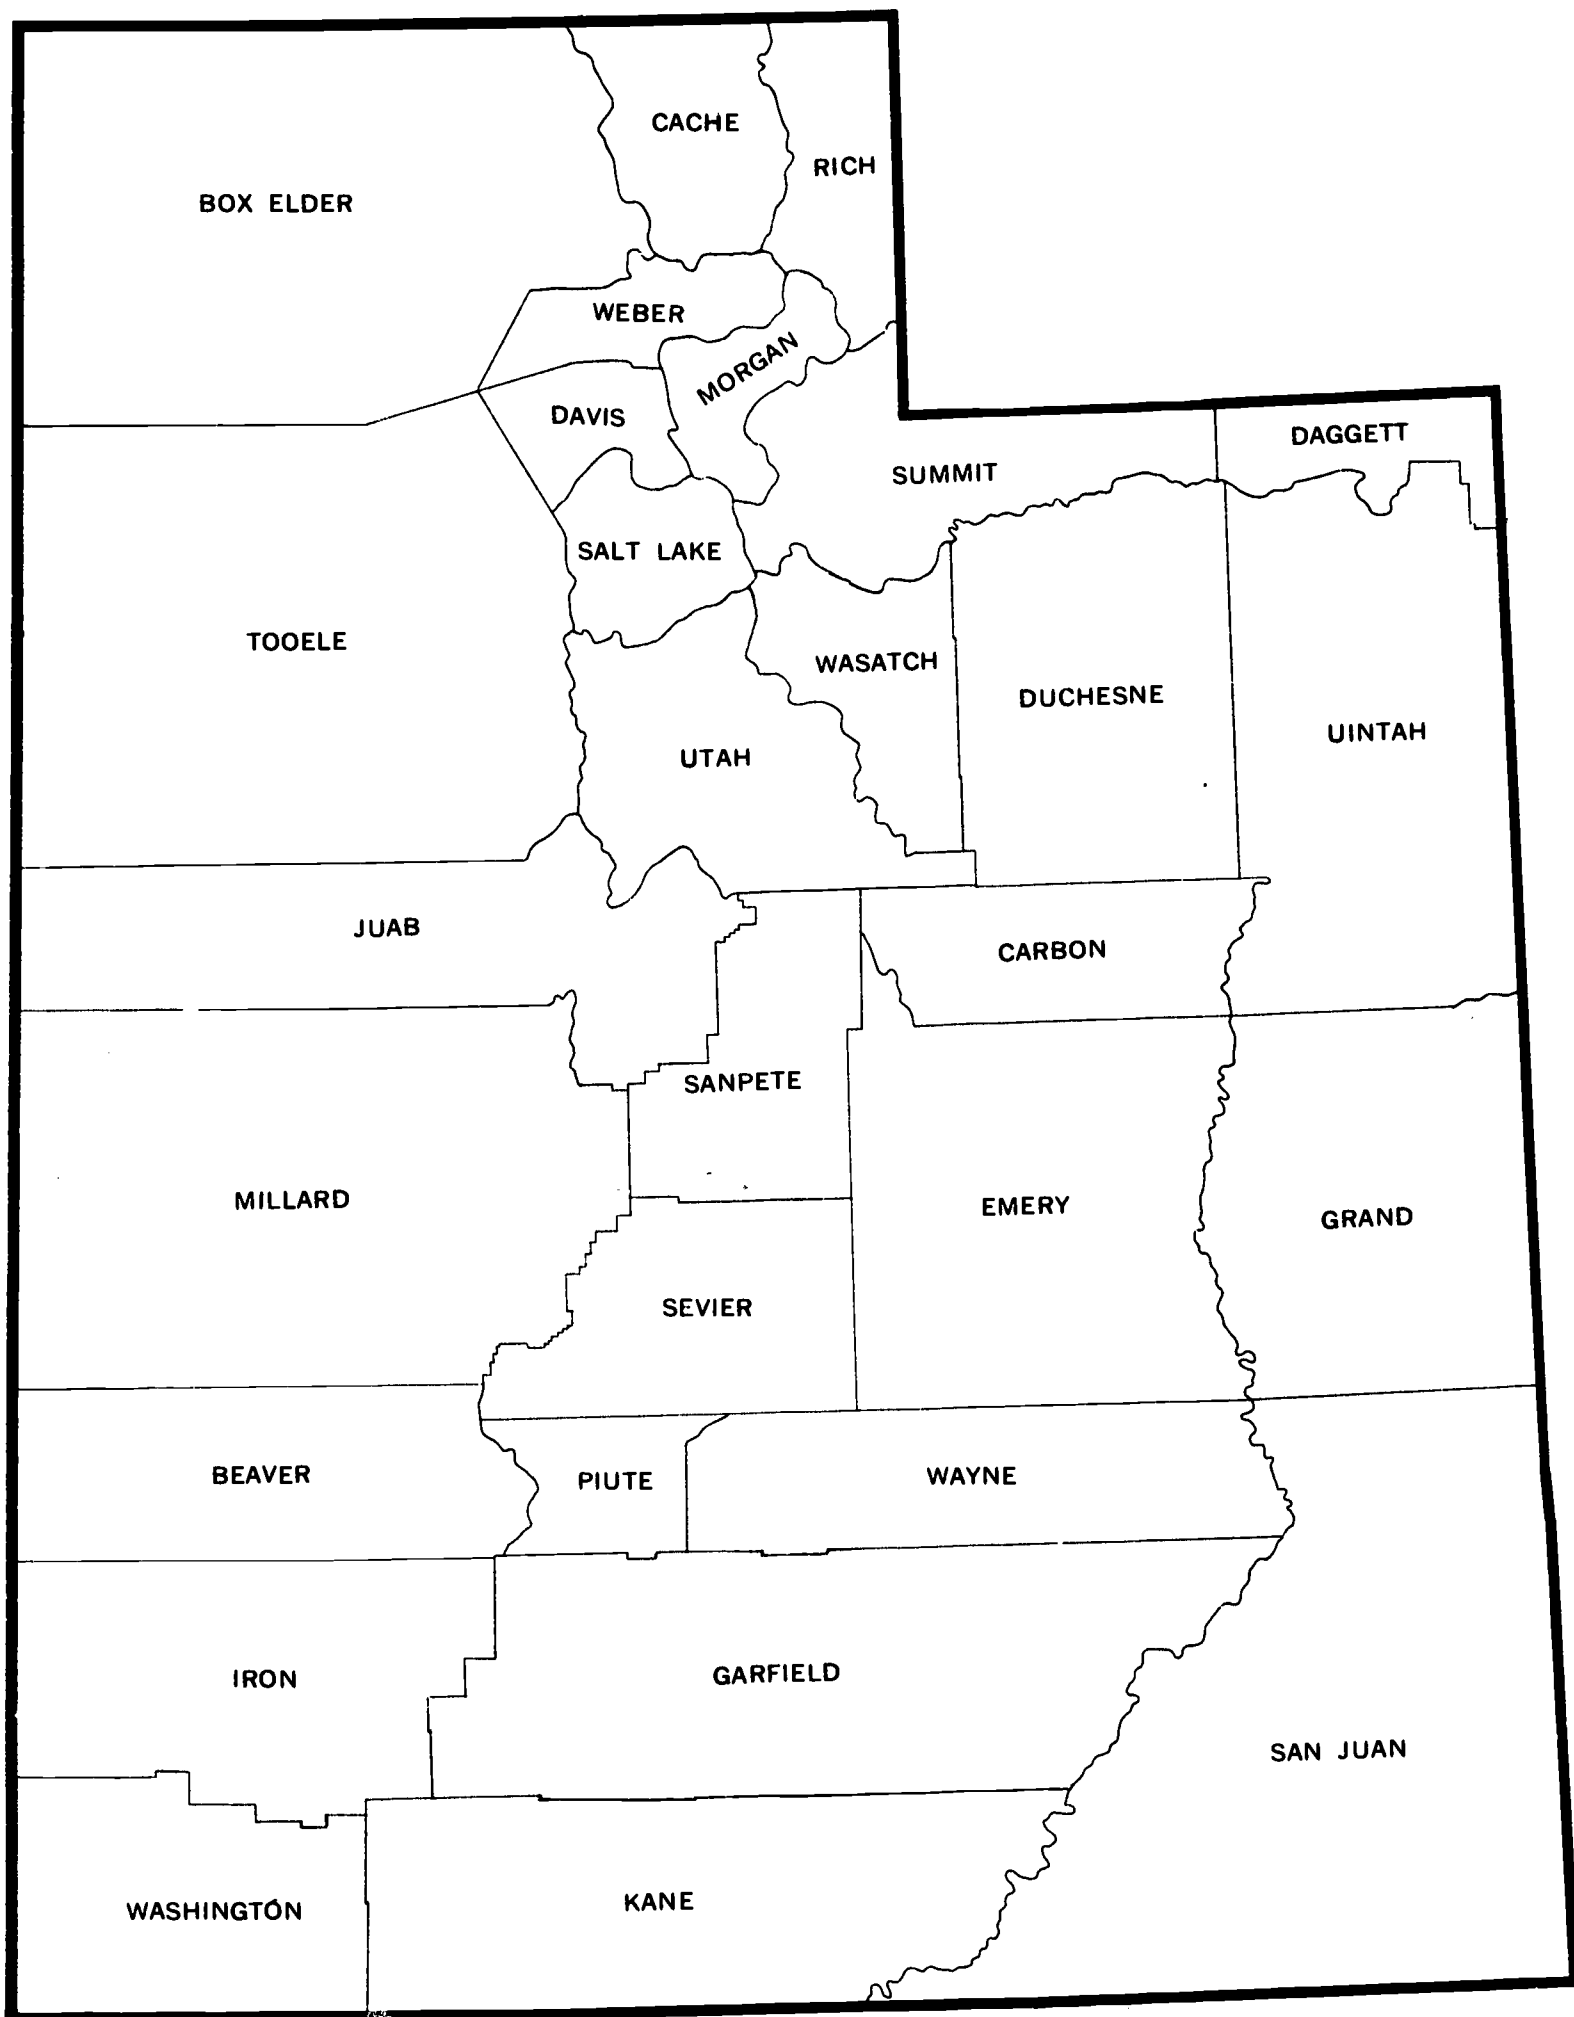 CACHE
RICH
BOX ELDER
WEBER
MORGAN
DAVIS
DAGGETT
SUMMIT
SALT LAKE
TOOELE
WASATCH
DUCHESNE
UINTAH
UTAH
JUAB
CARBON
SANPETE
MILLARD
EMERY
GRAND
SEVIER
BEAVER
PIUTE
WAYNE
IRON
GARFIELD
SAN JUAN
WASHINGTON
KANE